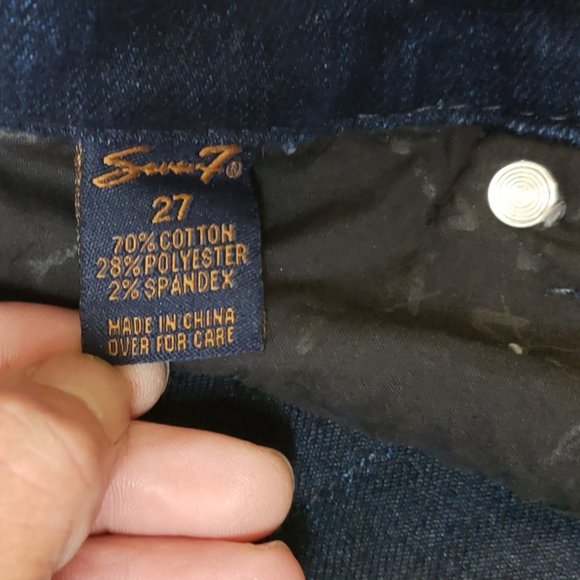 Seven7®
27
70% COTTON
28% POLYESTER
2% SPANDEX
MADE IN CHINA
OVER FOR CARE